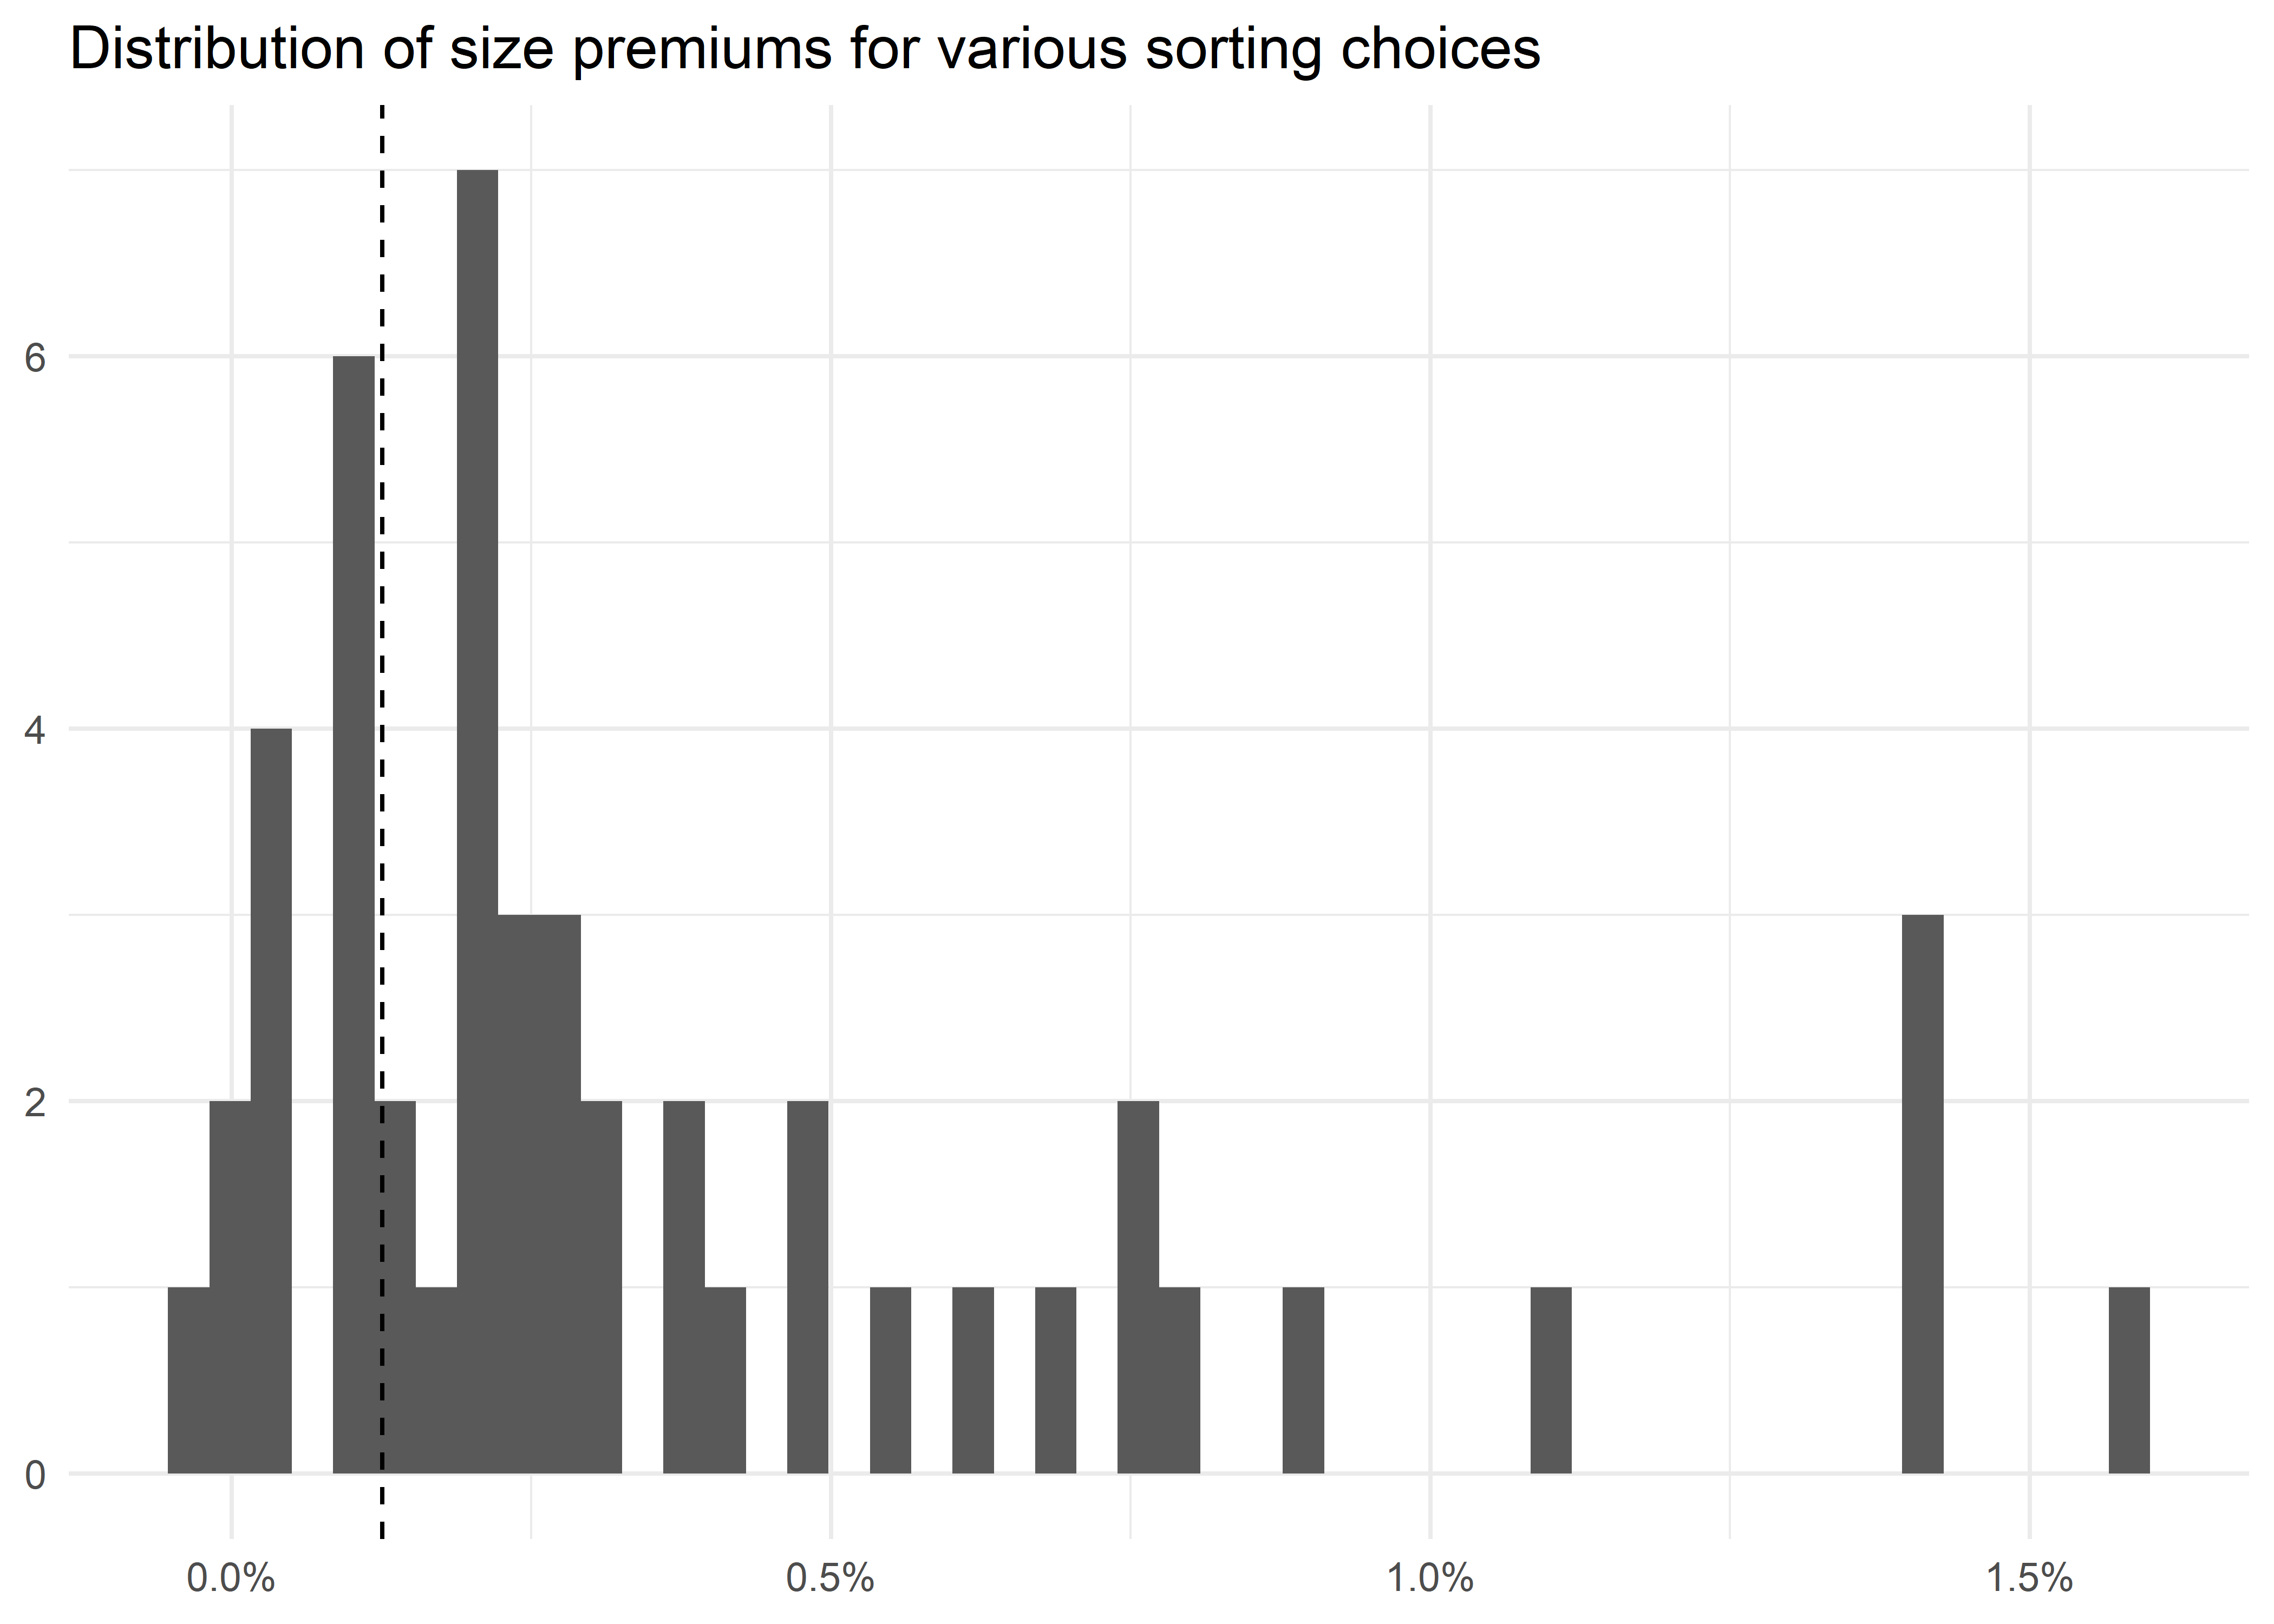 Distribution of size premiums for various sorting choices
6
4
2
0
0.0% 0.5% 1.0% 1.5%